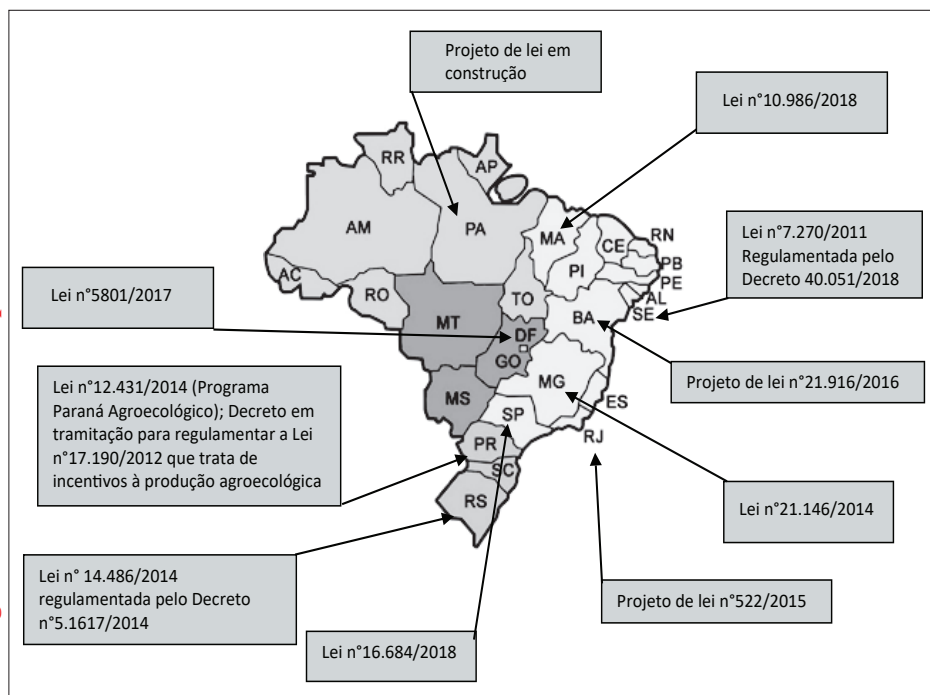 Projeto de lei em
construção
Lei n°10.986/2018
RR
AP
AM
PA
MA
CE
RN
PB
PE
AL
SE
PI
AC
RO
TO
BA
MT
DF
GO
MG
ES
MS
SP
RJ
PR
SC
RS
Lei n°7.270/2011
Regulamentada pelo
Decreto 40.051/2018
Lei n°5801/2017
Projeto de lei n°21.916/2016
Lei n°12.431/2014 (Programa
Paraná Agroecológico); Decreto em
tramitação para regulamentar a Lei
n°17.190/2012 que trata de
incentivos à produção agroecológica
Lei n°21.146/2014
Lei n° 14.486/2014
regulamentada pelo Decreto
n°5.1617/2014
Projeto de lei n°522/2015
Lei n°16.684/2018